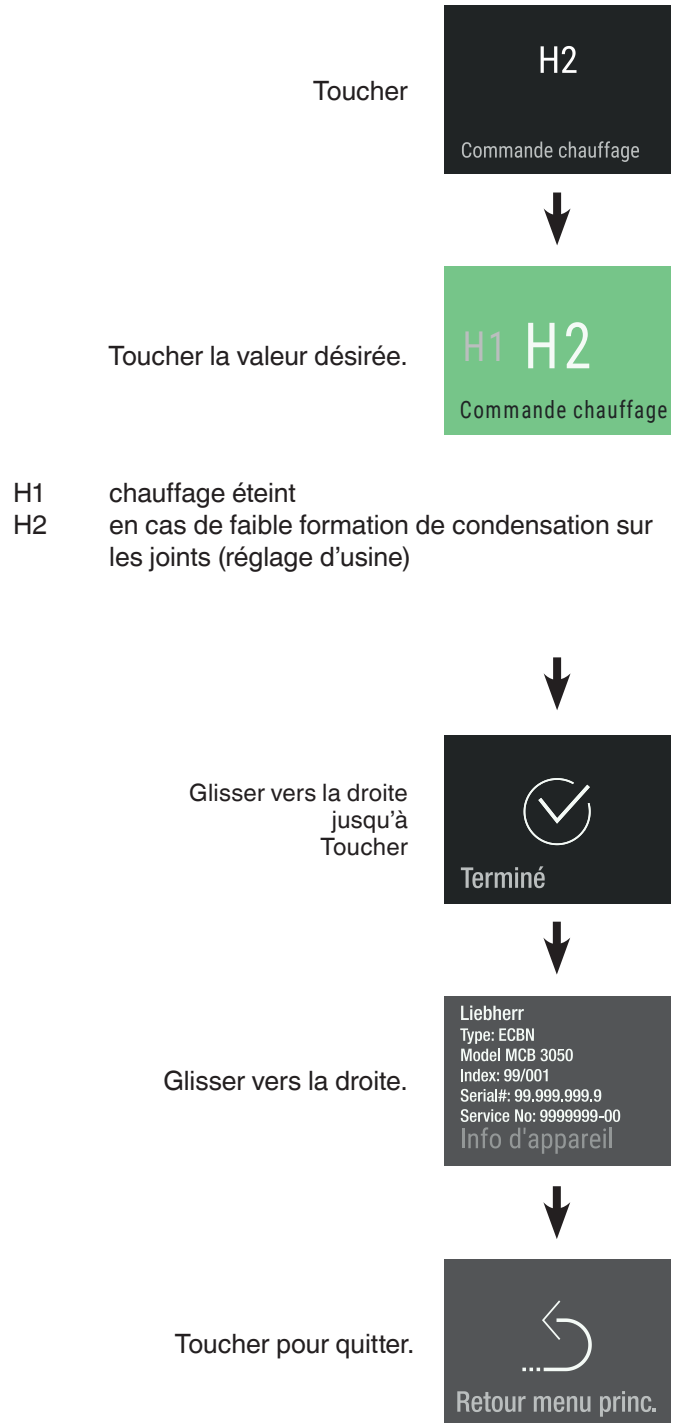 H2
Toucher
Commande chauffage
H1 H2
Toucher la valeur désirée.
Commande chauffage
H1 chauffage éteint
H2 en cas de faible formation de condensation sur
les joints (réglage d'usine)
Glisser vers la droite
jusqu'à
Toucher
Terminé
Liebherr
Type: ECBN
Model MCB 3050
Index: 99/001
Serial#: 99.999.999.9
Service No: 9999999-00
Info d'appareil
Glisser vers la droite.
Toucher pour quitter.
Retour menu princ.